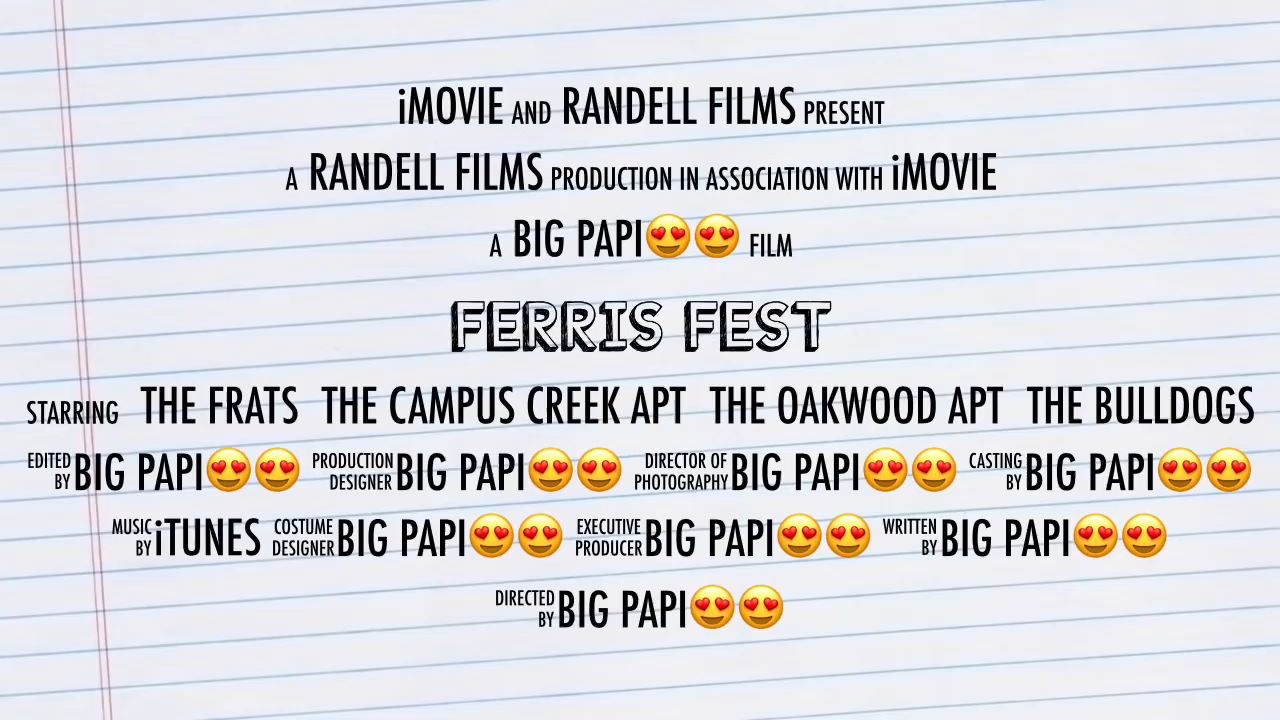 iMOVIE AND RANDELL FILMS PRESENT
A RANDELL FILMS PRODUCTION IN ASSOCIATION WITH iMOVIE
A BIG PAPI😍😍 FILM
FERRIS FEST
STARRING THE FRATS THE CAMPUS CREEK APT THE OAKWOOD APT THE BULLDOGS
EDITED BY BIG PAPI😍😍 PRODUCTION DESIGNER BIG PAPI😍😍 DIRECTOR OF PHOTOGRAPHY BIG PAPI😍😍 CASTING BY BIG PAPI😍😍
MUSIC BY iTUNES COSTUME DESIGNER BIG PAPI😍😍 EXECUTIVE PRODUCER BIG PAPI😍😍 WRITTEN BY BIG PAPI😍😍
DIRECTED BY BIG PAPI😍😍